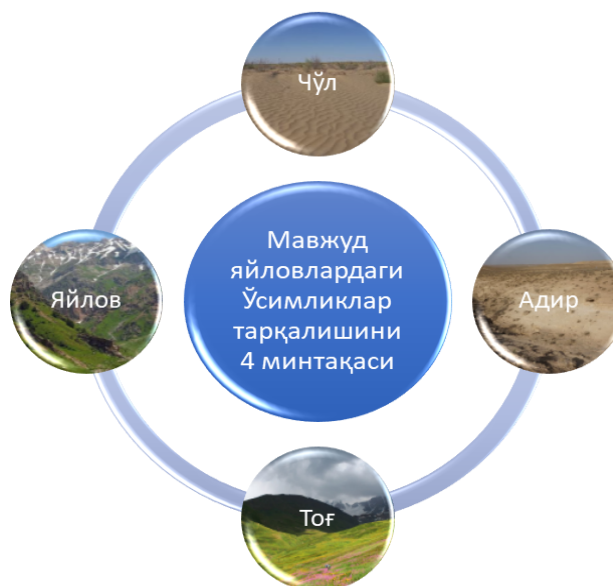 Чўл
Мавжуд
яйловлардаги
Ўсимликлар
тарқалишини
4 минтақаси
Яйлов
Адир
Тоғ